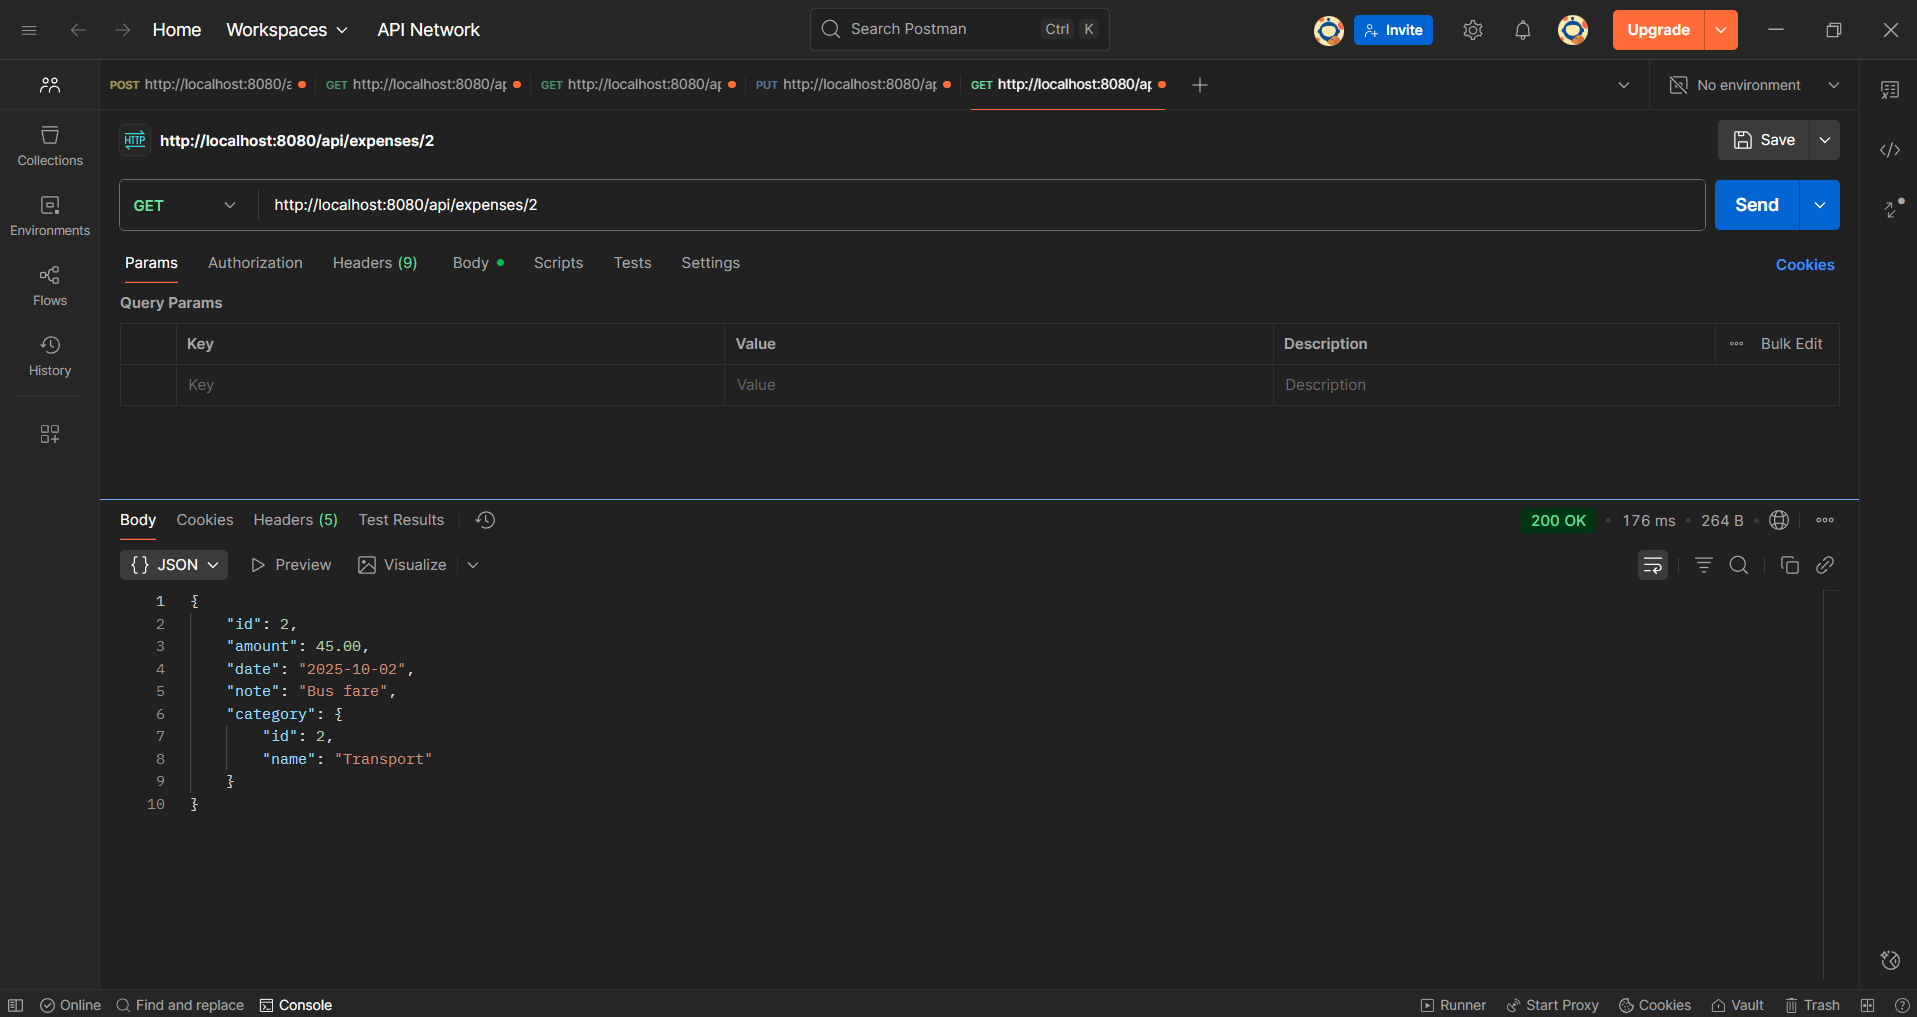 Home Workspaces API Network Search Postman Ctrl K Invite Upgrade
POST http://localhost:8080/a GET http://localhost:8080/ap GET http://localhost:8080/ap PUT http://localhost:8080/ap GET http://localhost:8080/ap No environment
HTTP http://localhost:8080/api/expenses/2 Save
Collections
GET http://localhost:8080/api/expenses/2 Send
Environments
Params Authorization Headers (9) Body Scripts Tests Settings Cookies
Flows
Query Params
Key Value Description Bulk Edit
History
Key Value Description
Body Cookies Headers (5) Test Results 200 OK 176 ms 264 B
{} JSON Preview Visualize
1 {
2 "id": 2,
3 "amount": 45.00,
4 "date": "2025-10-02",
5 "note": "Bus fare",
6 "category": {
7 "id": 2,
8 "name": "Transport"
9 }
10 }
Online Find and replace Console Runner Start Proxy Cookies Vault Trash